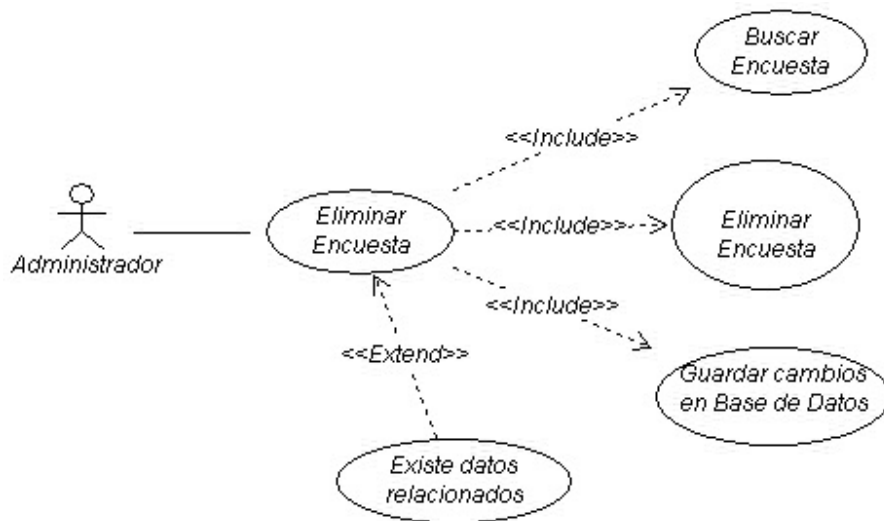 Buscar
Encuesta
<<Include>>
Administrador
Eliminar
Encuesta
<<Include>>
Eliminar
Encuesta
<<Include>>
<<Extend>>
Guardar cambios
en Base de Datos
Existe datos
relacionados